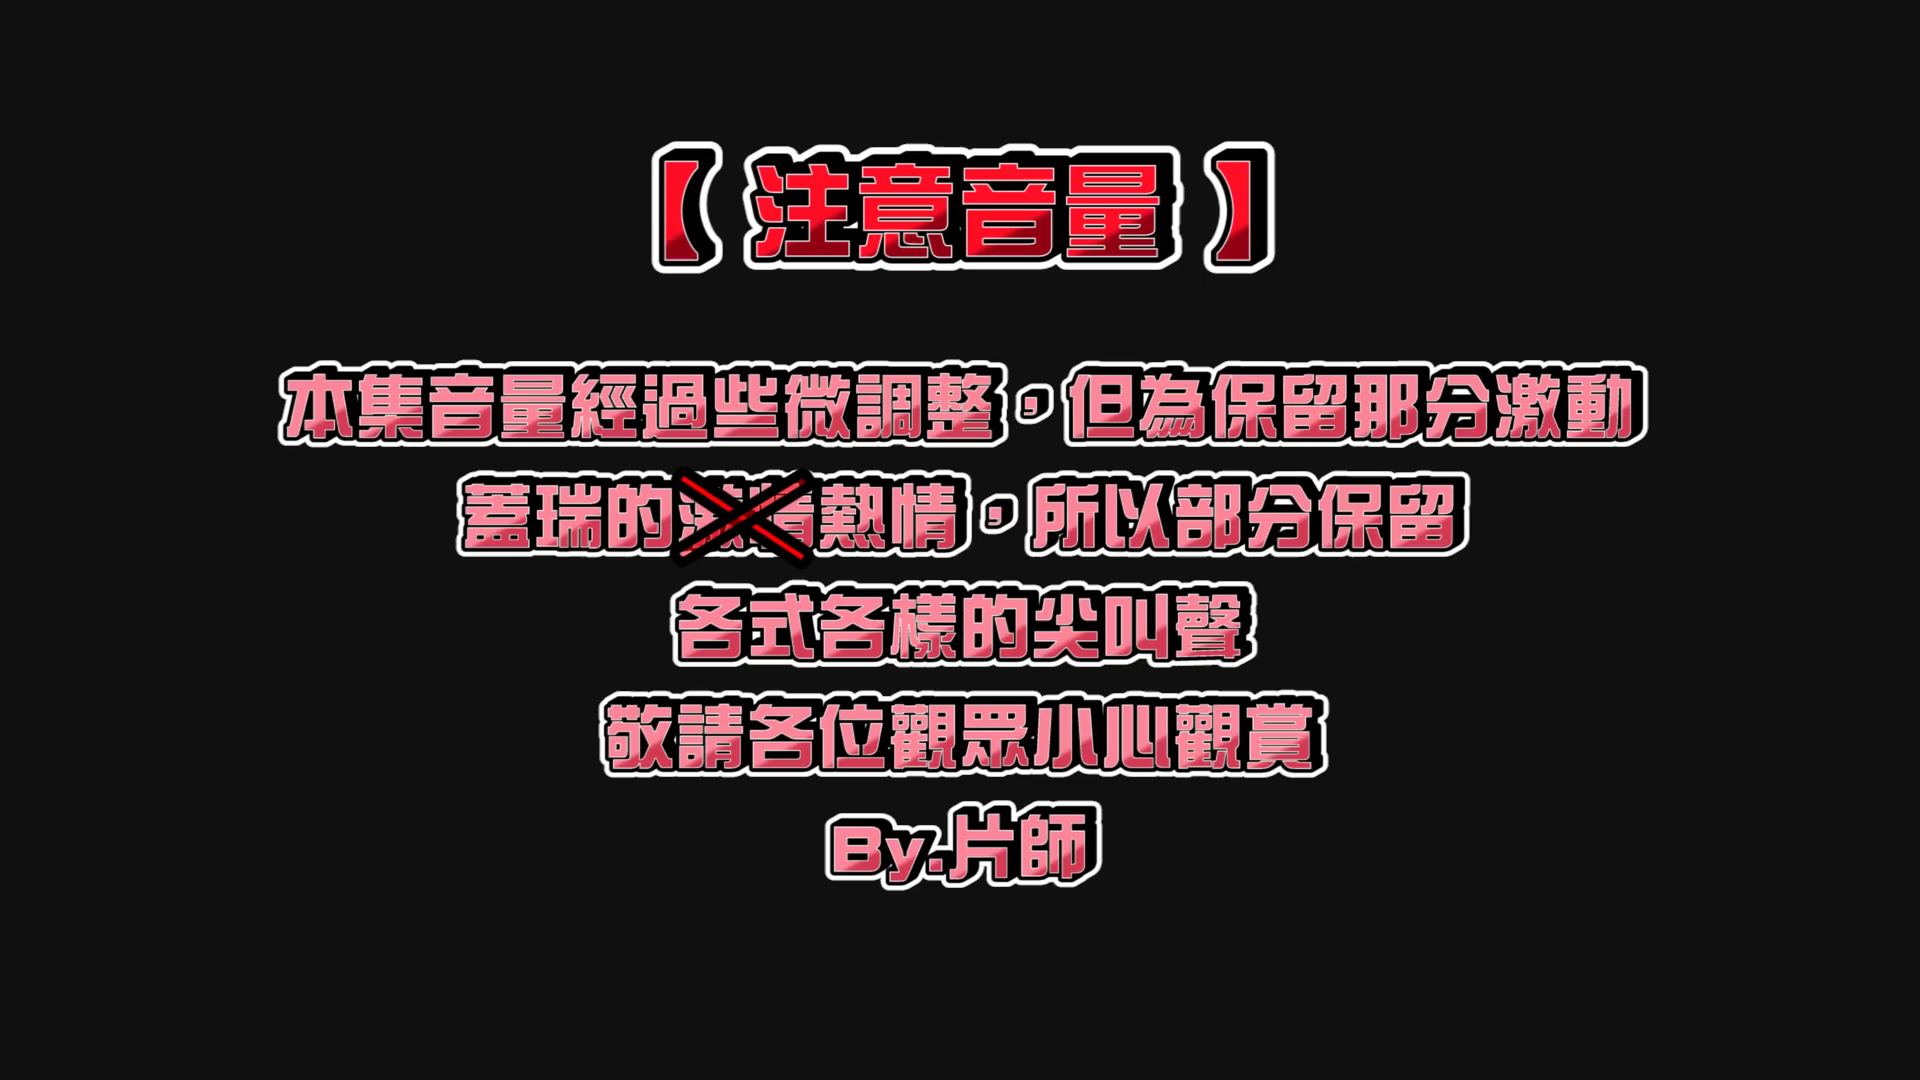 【 注意音量 】
本集音量經過些微調整，但為保留那分激動
蓋瑞的激情熱情，所以部分保留
各式各樣的尖叫聲
敬請各位觀眾小心觀賞
By.片師